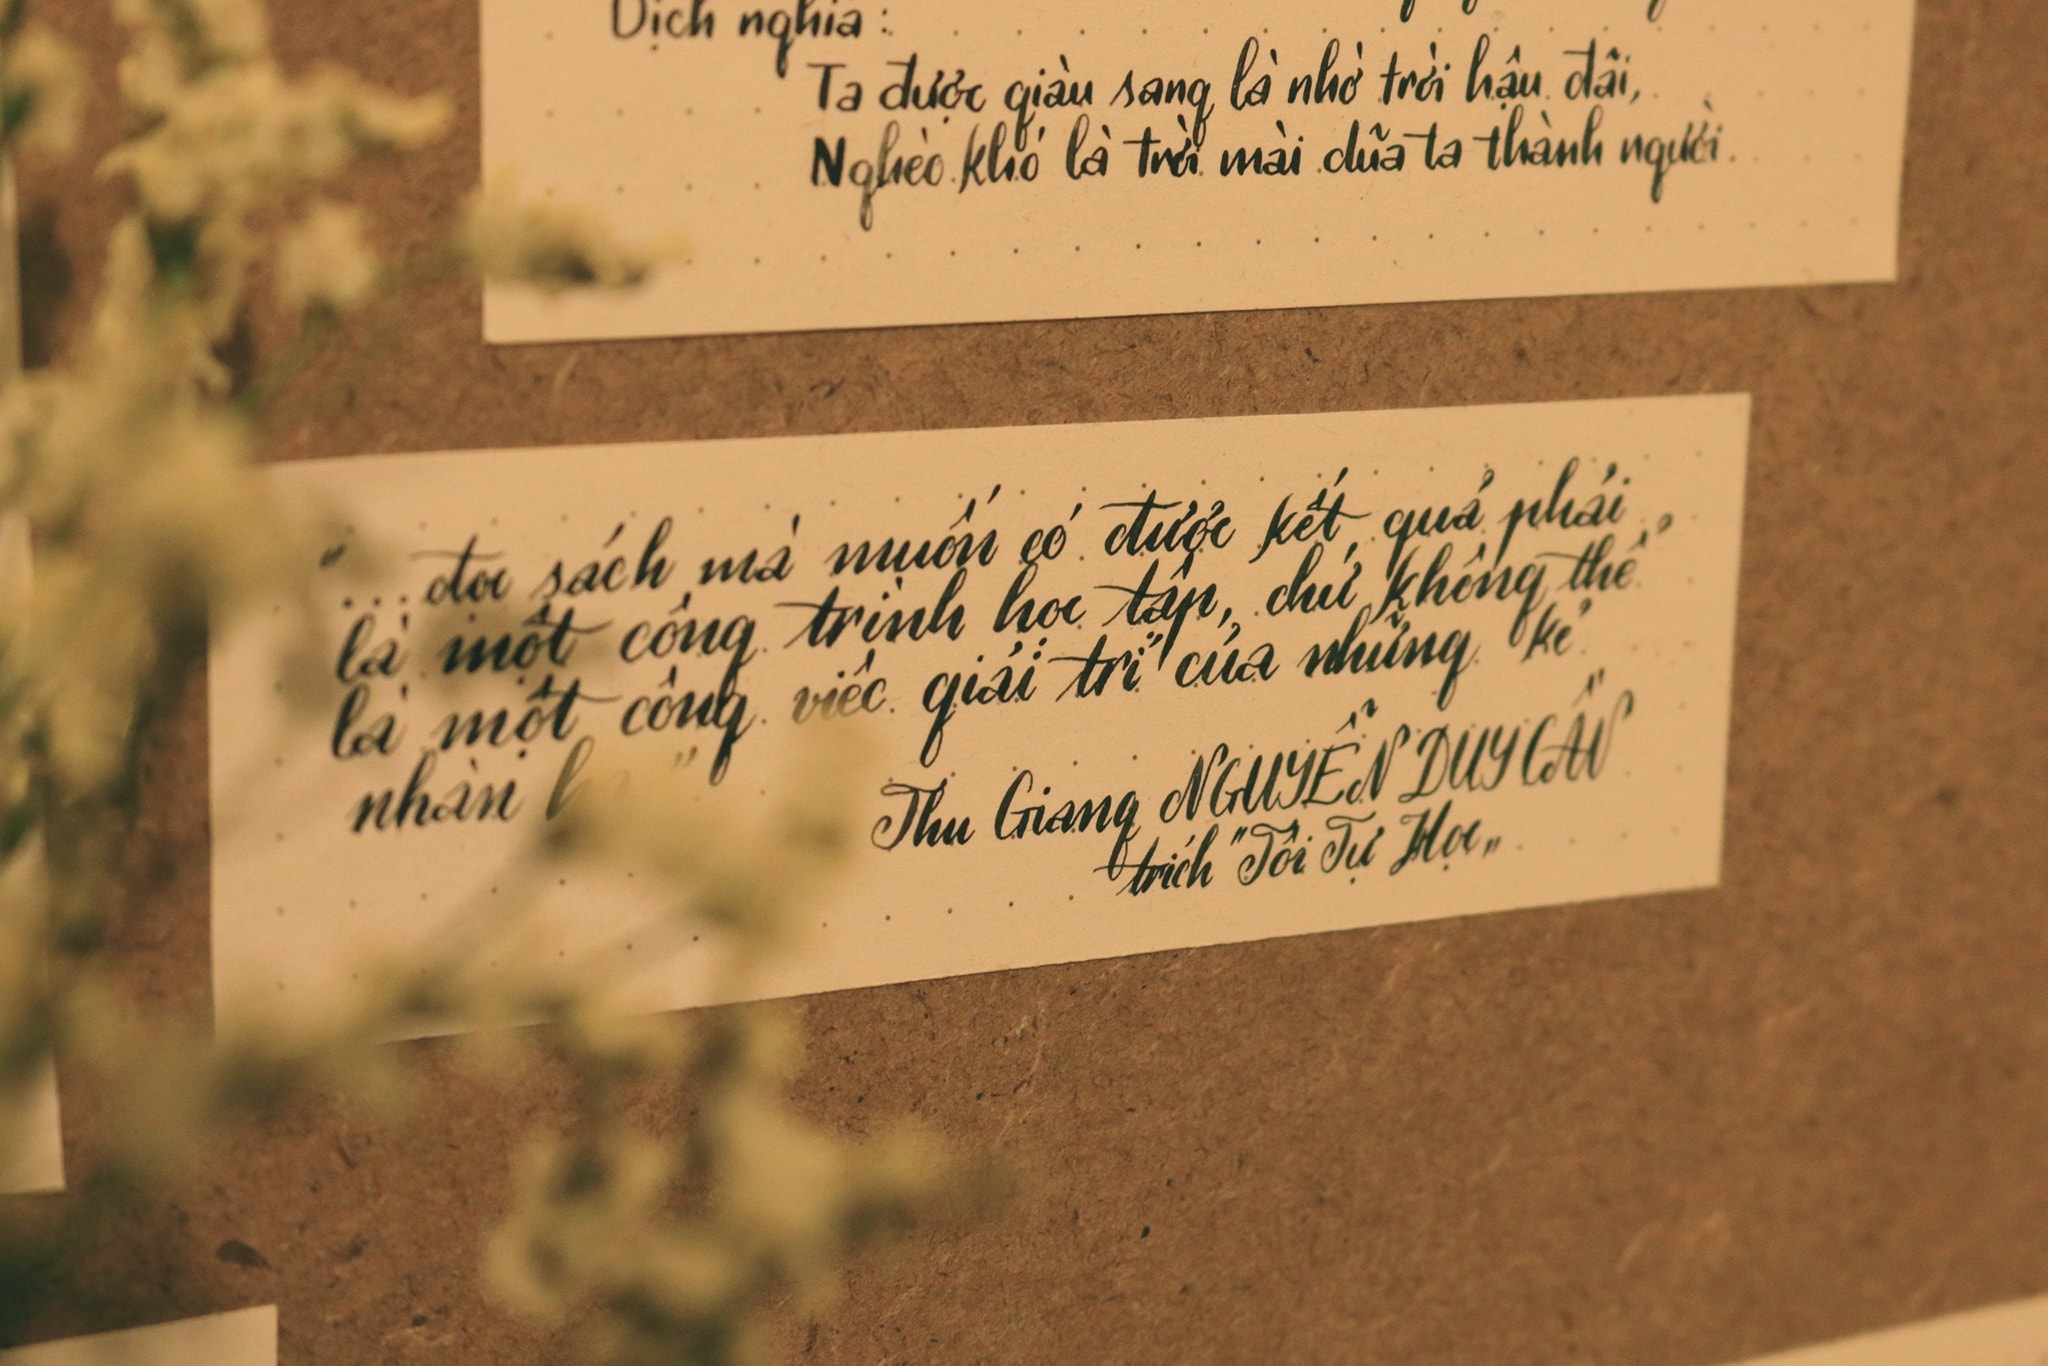 Dịch nghĩa :
Ta được giàu sang là nhờ trời hậu đãi,
Nghèo khó là trời mài dũa ta thành người.
"...đọc sách mà muốn có được kết quả phải
là một công trình học tập, chứ không thể
là một công việc "giải trí" của những kẻ
nhàn "
Thu Giang NGUYỄN DUY CẦN
trích "Tôi Tự Học"